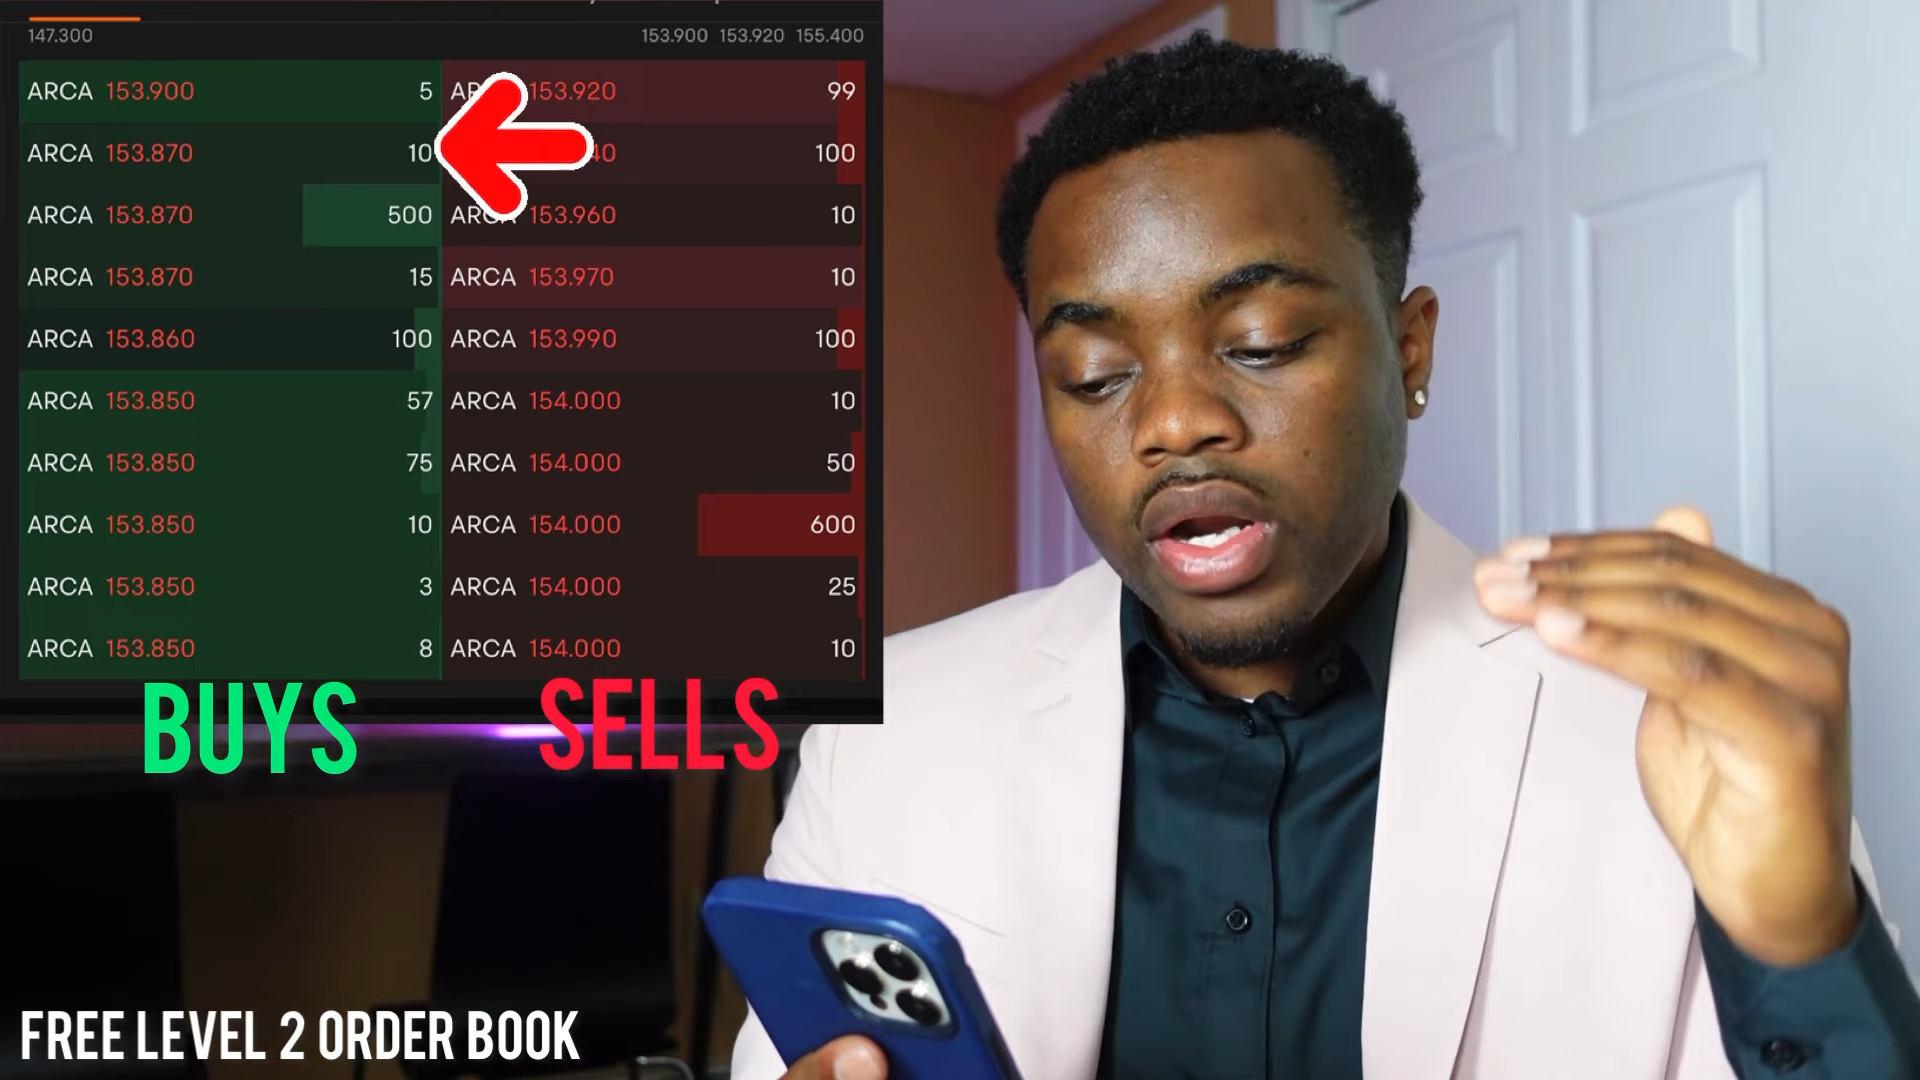 147.300 153.900 153.920 155.400
ARCA 153.900 5 AR 153.920 99
ARCA 153.870 10 40 100
ARCA 153.870 500 ARCA 153.960 10
ARCA 153.870 15 ARCA 153.970 10
ARCA 153.860 100 ARCA 153.990 100
ARCA 153.850 57 ARCA 154.000 10
ARCA 153.850 75 ARCA 154.000 50
ARCA 153.850 10 ARCA 154.000 600
ARCA 153.850 3 ARCA 154.000 25
ARCA 153.850 8 ARCA 154.000 10
BUYS SELLS
FREE LEVEL 2 ORDER BOOK